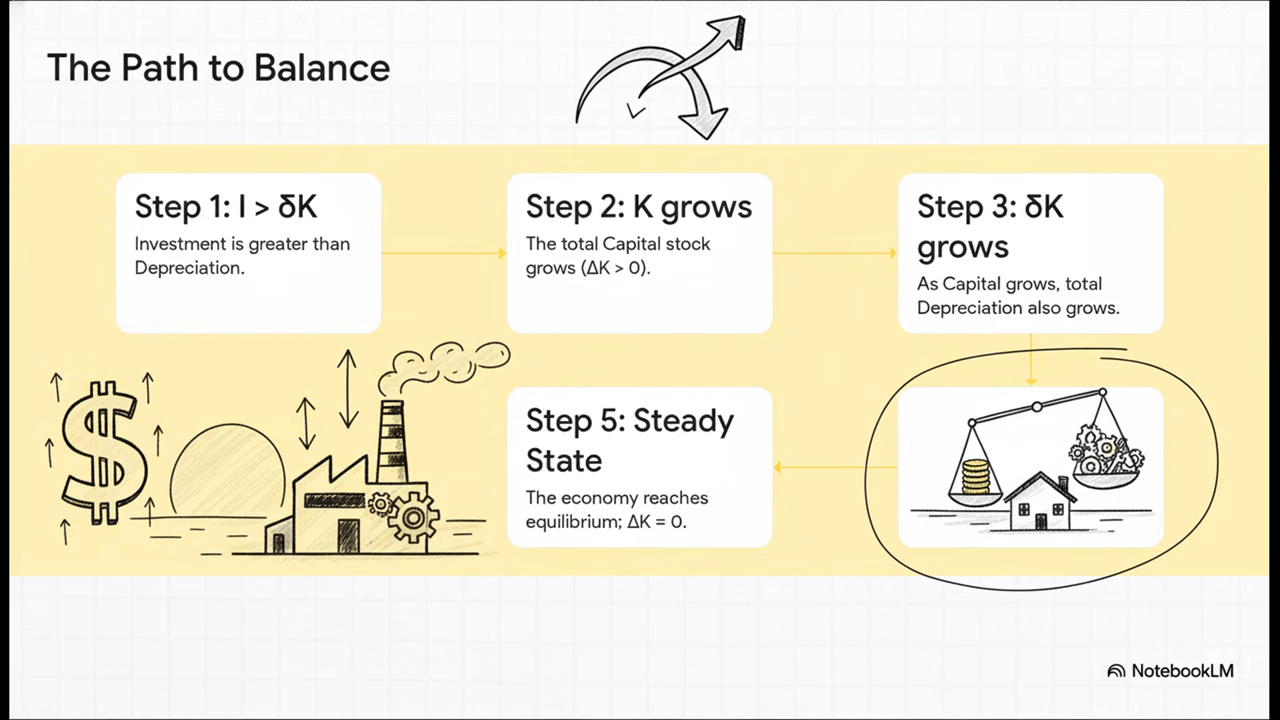 The Path to Balance
Step 1: I > δK
Investment is greater than
Depreciation.
Step 2: K grows
The total Capital stock
grows (ΔK > 0).
Step 3: δK
grows
As Capital grows, total
Depreciation also grows.
Step 5: Steady
State
The economy reaches
equilibrium; ΔK = 0.
NotebookLM